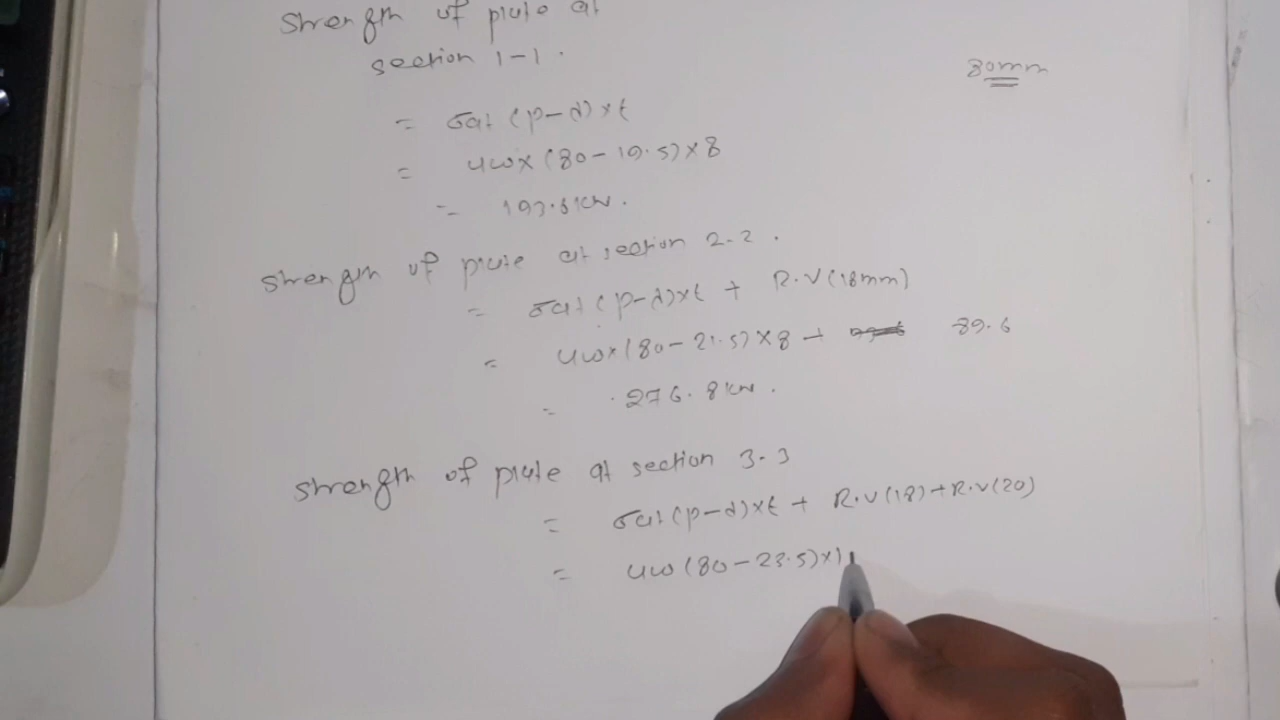 Strength of plate at
section 1-1.
80mm
= σat (p-d)×t
= 400×(80-19.5)×8
= 193.6kN.
Strength of plate at section 2-2.
= σat (p-d)×t + R.V(18mm)
= 400×(80-21.5)×8 + 89.6
= 276.8kN.
Strength of plate at section 3-3
= σat (p-d)×t + R.V(18)+R.V(20)
= 400 (80-23.5)×1